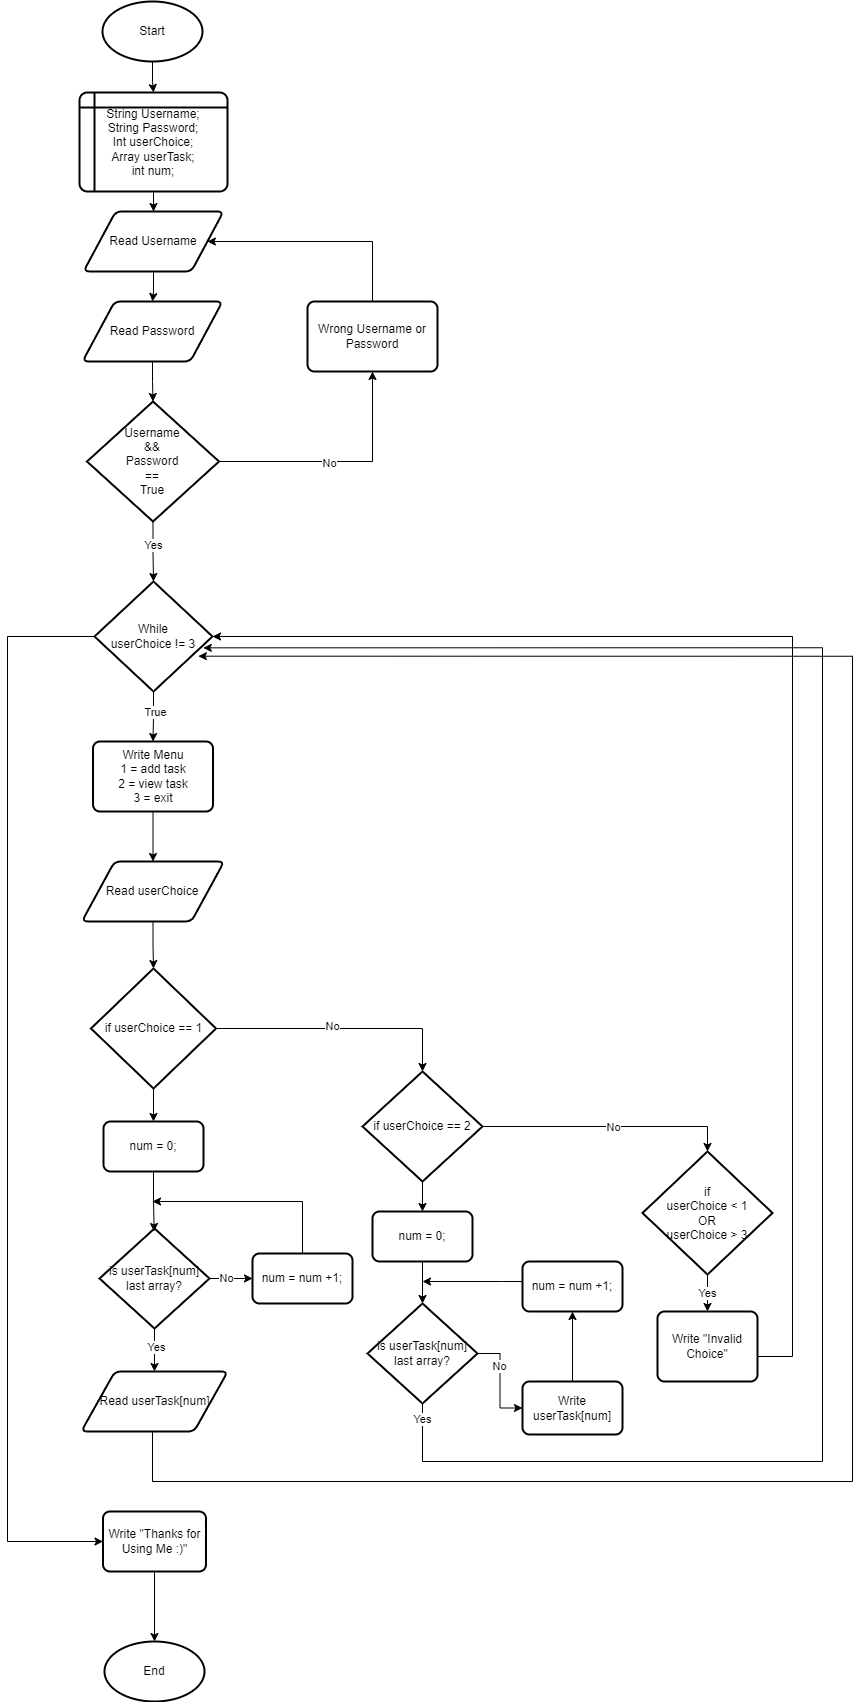 Start
String Username;
String Password;
Int userChoice;
Array userTask;
int num;
Read Username
Read Password
Wrong Username or
Password
Username
&&
Password
==
True
No
Yes
While
userChoice != 3
True
Write Menu
1 = add task
2 = view task
3 = exit
Read userChoice
if userChoice == 1
No
if userChoice == 2
No
num = 0;
if
userChoice < 1
OR
userChoice > 3
num = 0;
is userTask[num]
last array?
No
num = num +1;
num = num +1;
Yes
Write "Invalid
Choice"
Yes
is userTask[num]
last array?
No
Read userTask[num]
Write
userTask[num]
Yes
Write "Thanks for
Using Me :)"
End